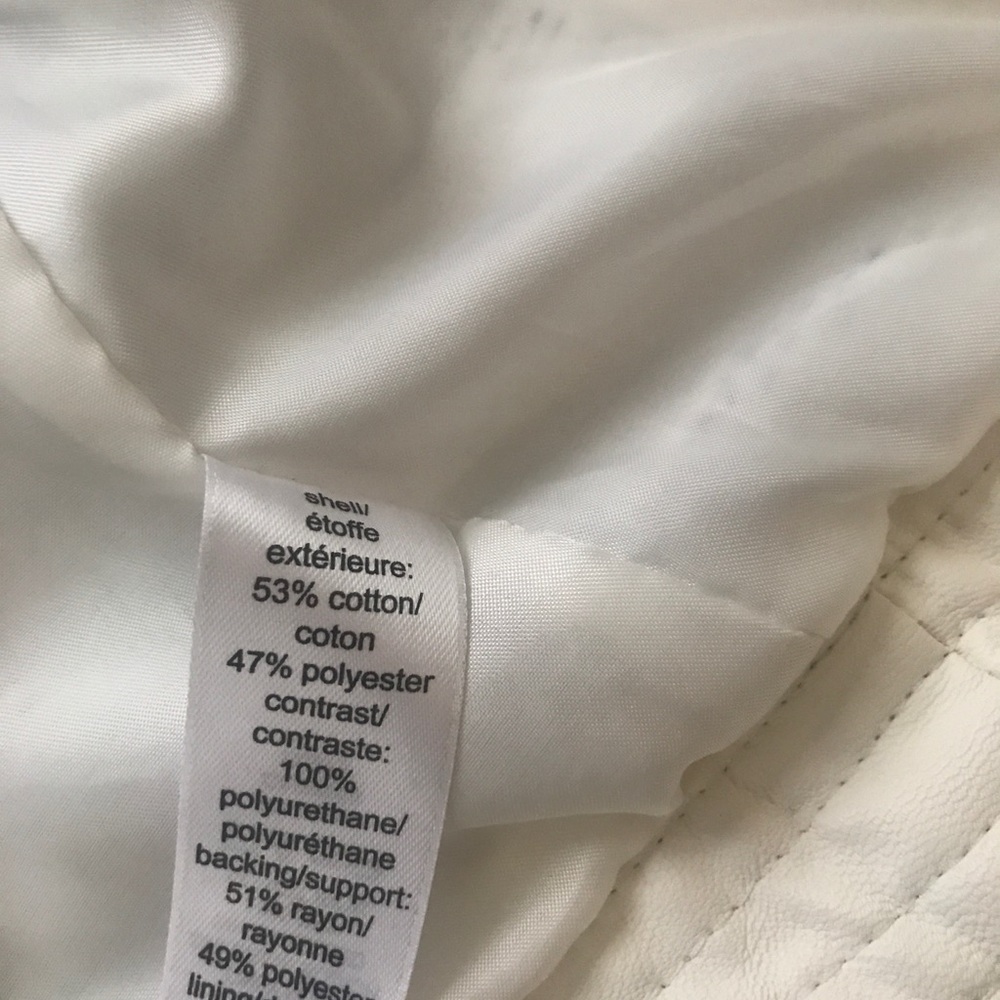 shell/
étoffe
extérieure:
53% cotton/
coton
47% polyester
contrast/
contraste:
100%
polyurethane/
polyuréthane
backing/support:
51% rayon/
rayonne
49% polyester
lining/